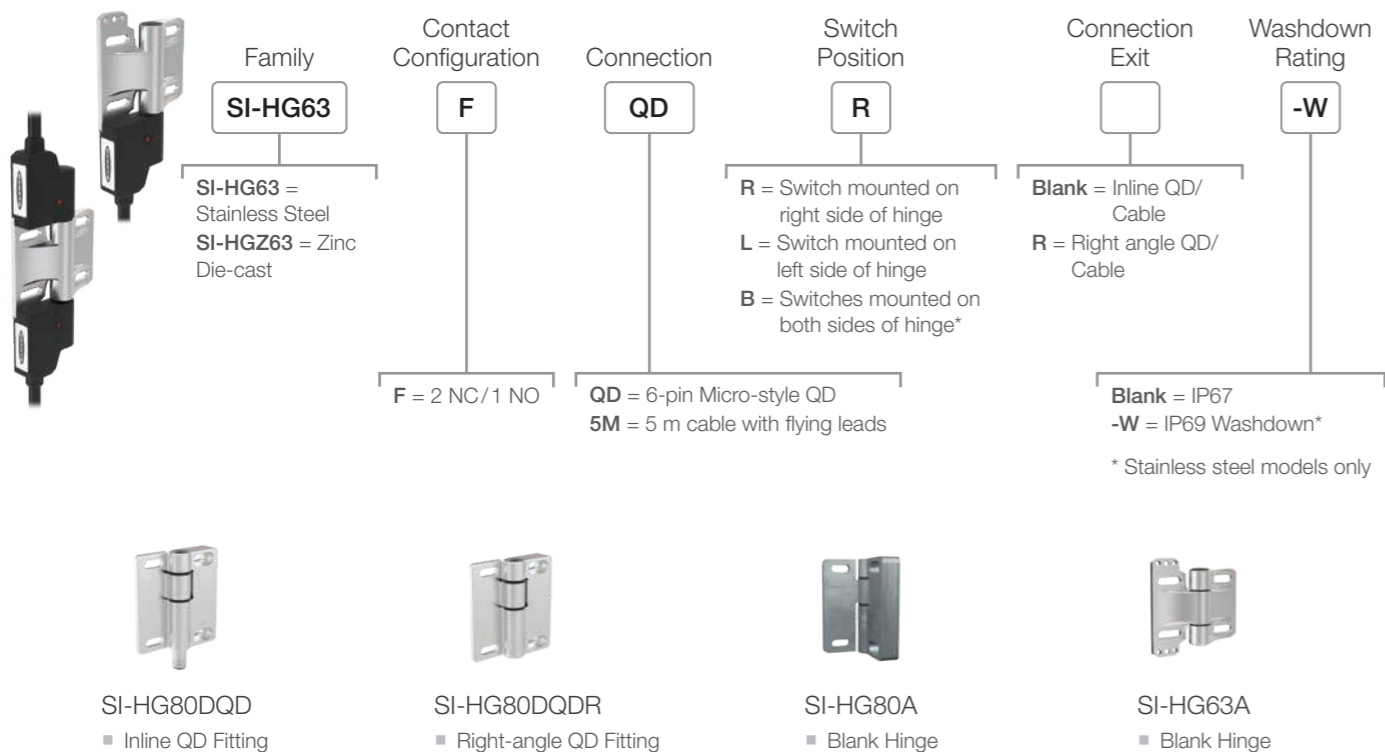 Family
Contact
Configuration
Connection
Switch
Position
Connection
Exit
Washdown
Rating
SI-HG63
F
QD
R
-W
SI-HG63 =
Stainless Steel
SI-HGZ63 = Zinc
Die-cast
R = Switch mounted on
right side of hinge
L = Switch mounted on
left side of hinge
B = Switches mounted on
both sides of hinge*
Blank = Inline QD/
Cable
R = Right angle QD/
Cable
F = 2 NC/1 NO
QD = 6-pin Micro-style QD
5M = 5 m cable with flying leads
Blank = IP67
-W = IP69 Washdown*
* Stainless steel models only
SI-HG80DQD
■ Inline QD Fitting
SI-HG80DQDR
■ Right-angle QD Fitting
SI-HG80A
■ Blank Hinge
SI-HG63A
■ Blank Hinge